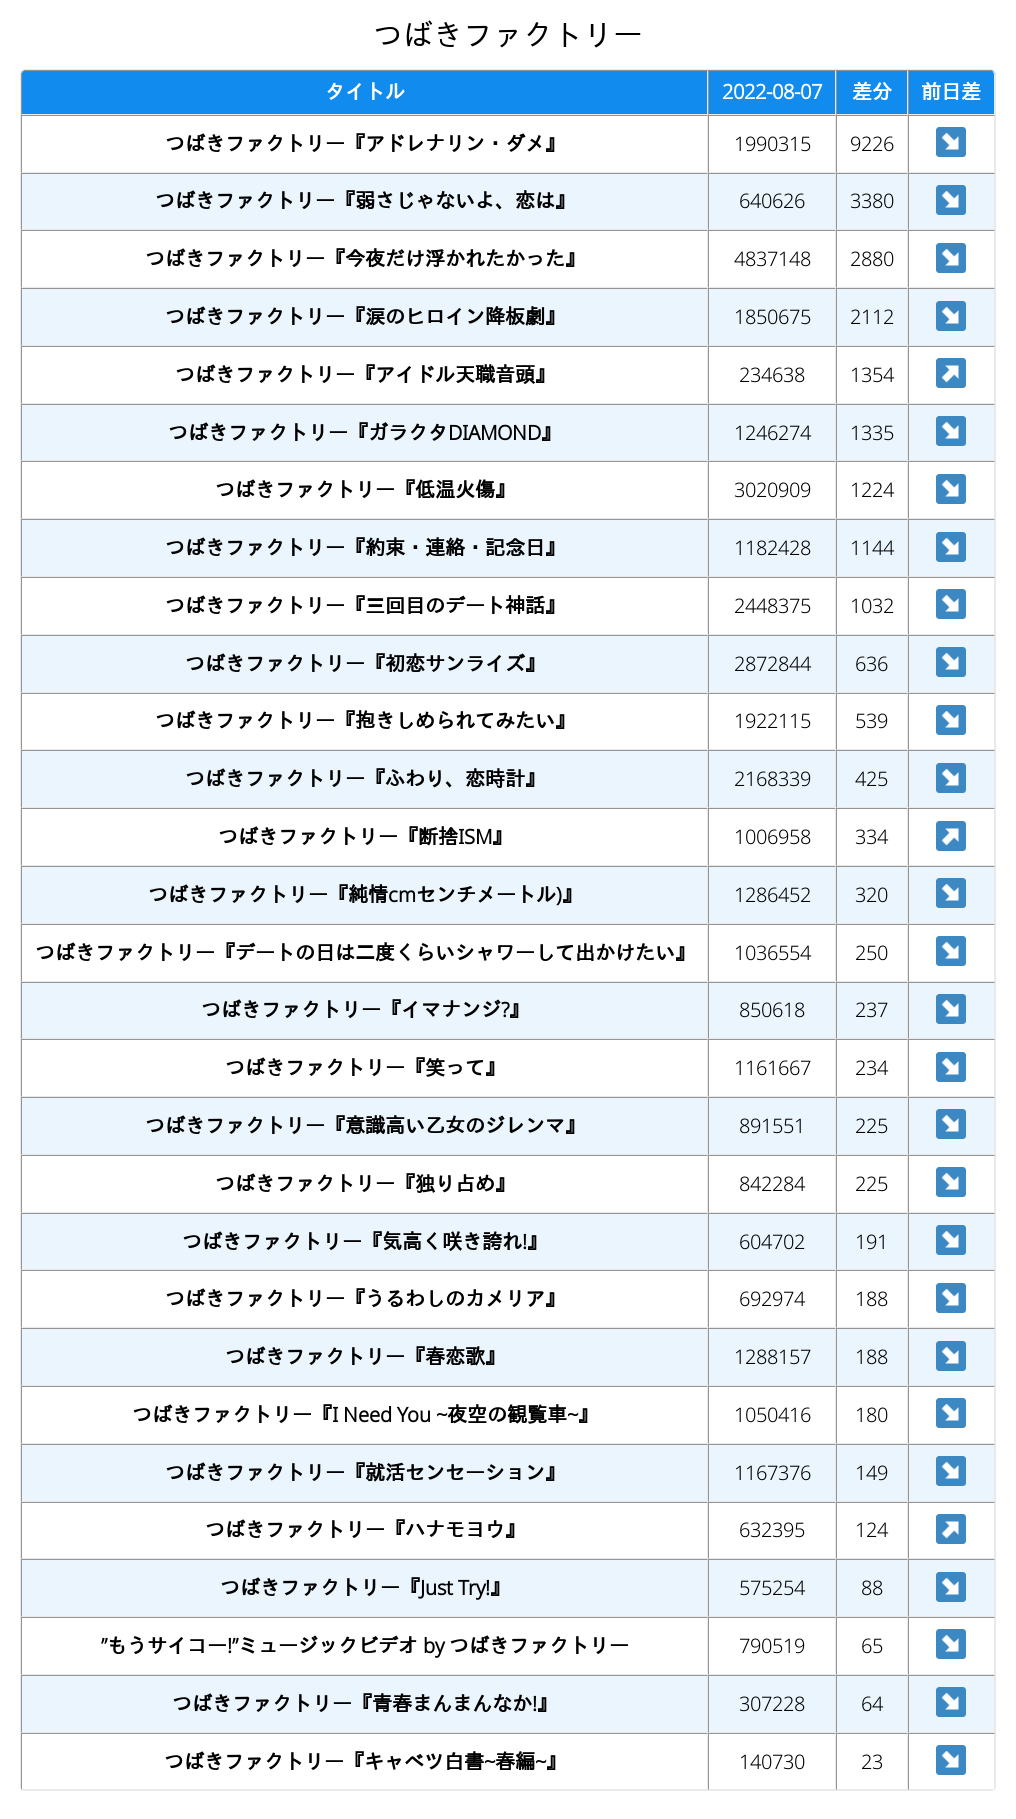 つばきファクトリー
タイトル 2022-08-07 差分 前日差
つばきファクトリー『アドレナリン・ダメ』 1990315 9226 ↘
つばきファクトリー『弱さじゃないよ、恋は』 640626 3380 ↘
つばきファクトリー『今夜だけ浮かれたかった』 4837148 2880 ↘
つばきファクトリー『涙のヒロイン降板劇』 1850675 2112 ↘
つばきファクトリー『アイドル天職音頭』 234638 1354 ↗
つばきファクトリー『ガラクタDIAMOND』 1246274 1335 ↘
つばきファクトリー『低温火傷』 3020909 1224 ↘
つばきファクトリー『約束・連絡・記念日』 1182428 1144 ↘
つばきファクトリー『三回目のデート神話』 2448375 1032 ↘
つばきファクトリー『初恋サンライズ』 2872844 636 ↘
つばきファクトリー『抱きしめられてみたい』 1922115 539 ↘
つばきファクトリー『ふわり、恋時計』 2168339 425 ↘
つばきファクトリー『断捨ISM』 1006958 334 ↗
つばきファクトリー『純情cmセンチメートル)』 1286452 320 ↘
つばきファクトリー『デートの日は二度くらいシャワーして出かけたい』 1036554 250 ↘
つばきファクトリー『イマナンジ?』 850618 237 ↘
つばきファクトリー『笑って』 1161667 234 ↘
つばきファクトリー『意識高い乙女のジレンマ』 891551 225 ↘
つばきファクトリー『独り占め』 842284 225 ↘
つばきファクトリー『気高く咲き誇れ!』 604702 191 ↘
つばきファクトリー『うるわしのカメリア』 692974 188 ↘
つばきファクトリー『春恋歌』 1288157 188 ↘
つばきファクトリー『I Need You ~夜空の観覧車~』 1050416 180 ↘
つばきファクトリー『就活センセーション』 1167376 149 ↘
つばきファクトリー『ハナモヨウ』 632395 124 ↗
つばきファクトリー『Just Try!』 575254 88 ↘
”もうサイコー!”ミュージックビデオ by つばきファクトリー 790519 65 ↘
つばきファクトリー『青春まんまんなか!』 307228 64 ↘
つばきファクトリー『キャベツ白書~春編~』 140730 23 ↘